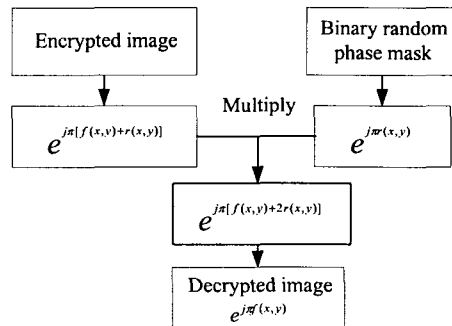 Encrypted image
Binary random
phase mask
Multiply
e^{jπ[f(x,y)+r(x,y)]}
e^{jπr(x,y)}
e^{jπ[f(x,y)+2r(x,y)]}
Decrypted image
e^{jπf(x,y)}